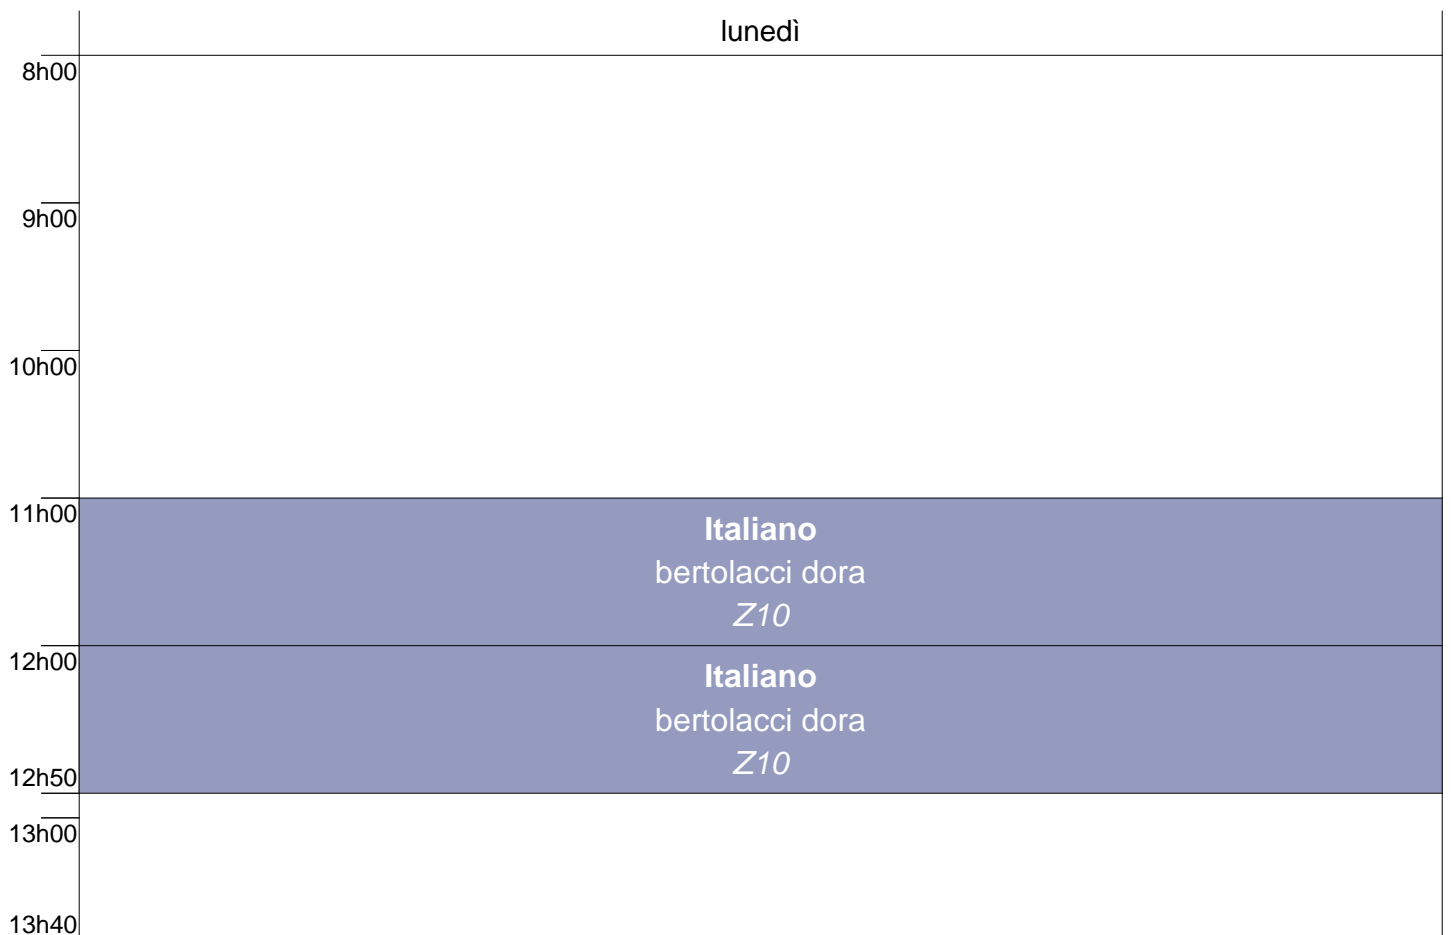 lunedì
8h00
9h00
10h00
11h00
Italiano
bertolacci dora
Z10
12h00
Italiano
bertolacci dora
Z10
12h50
13h00
13h40